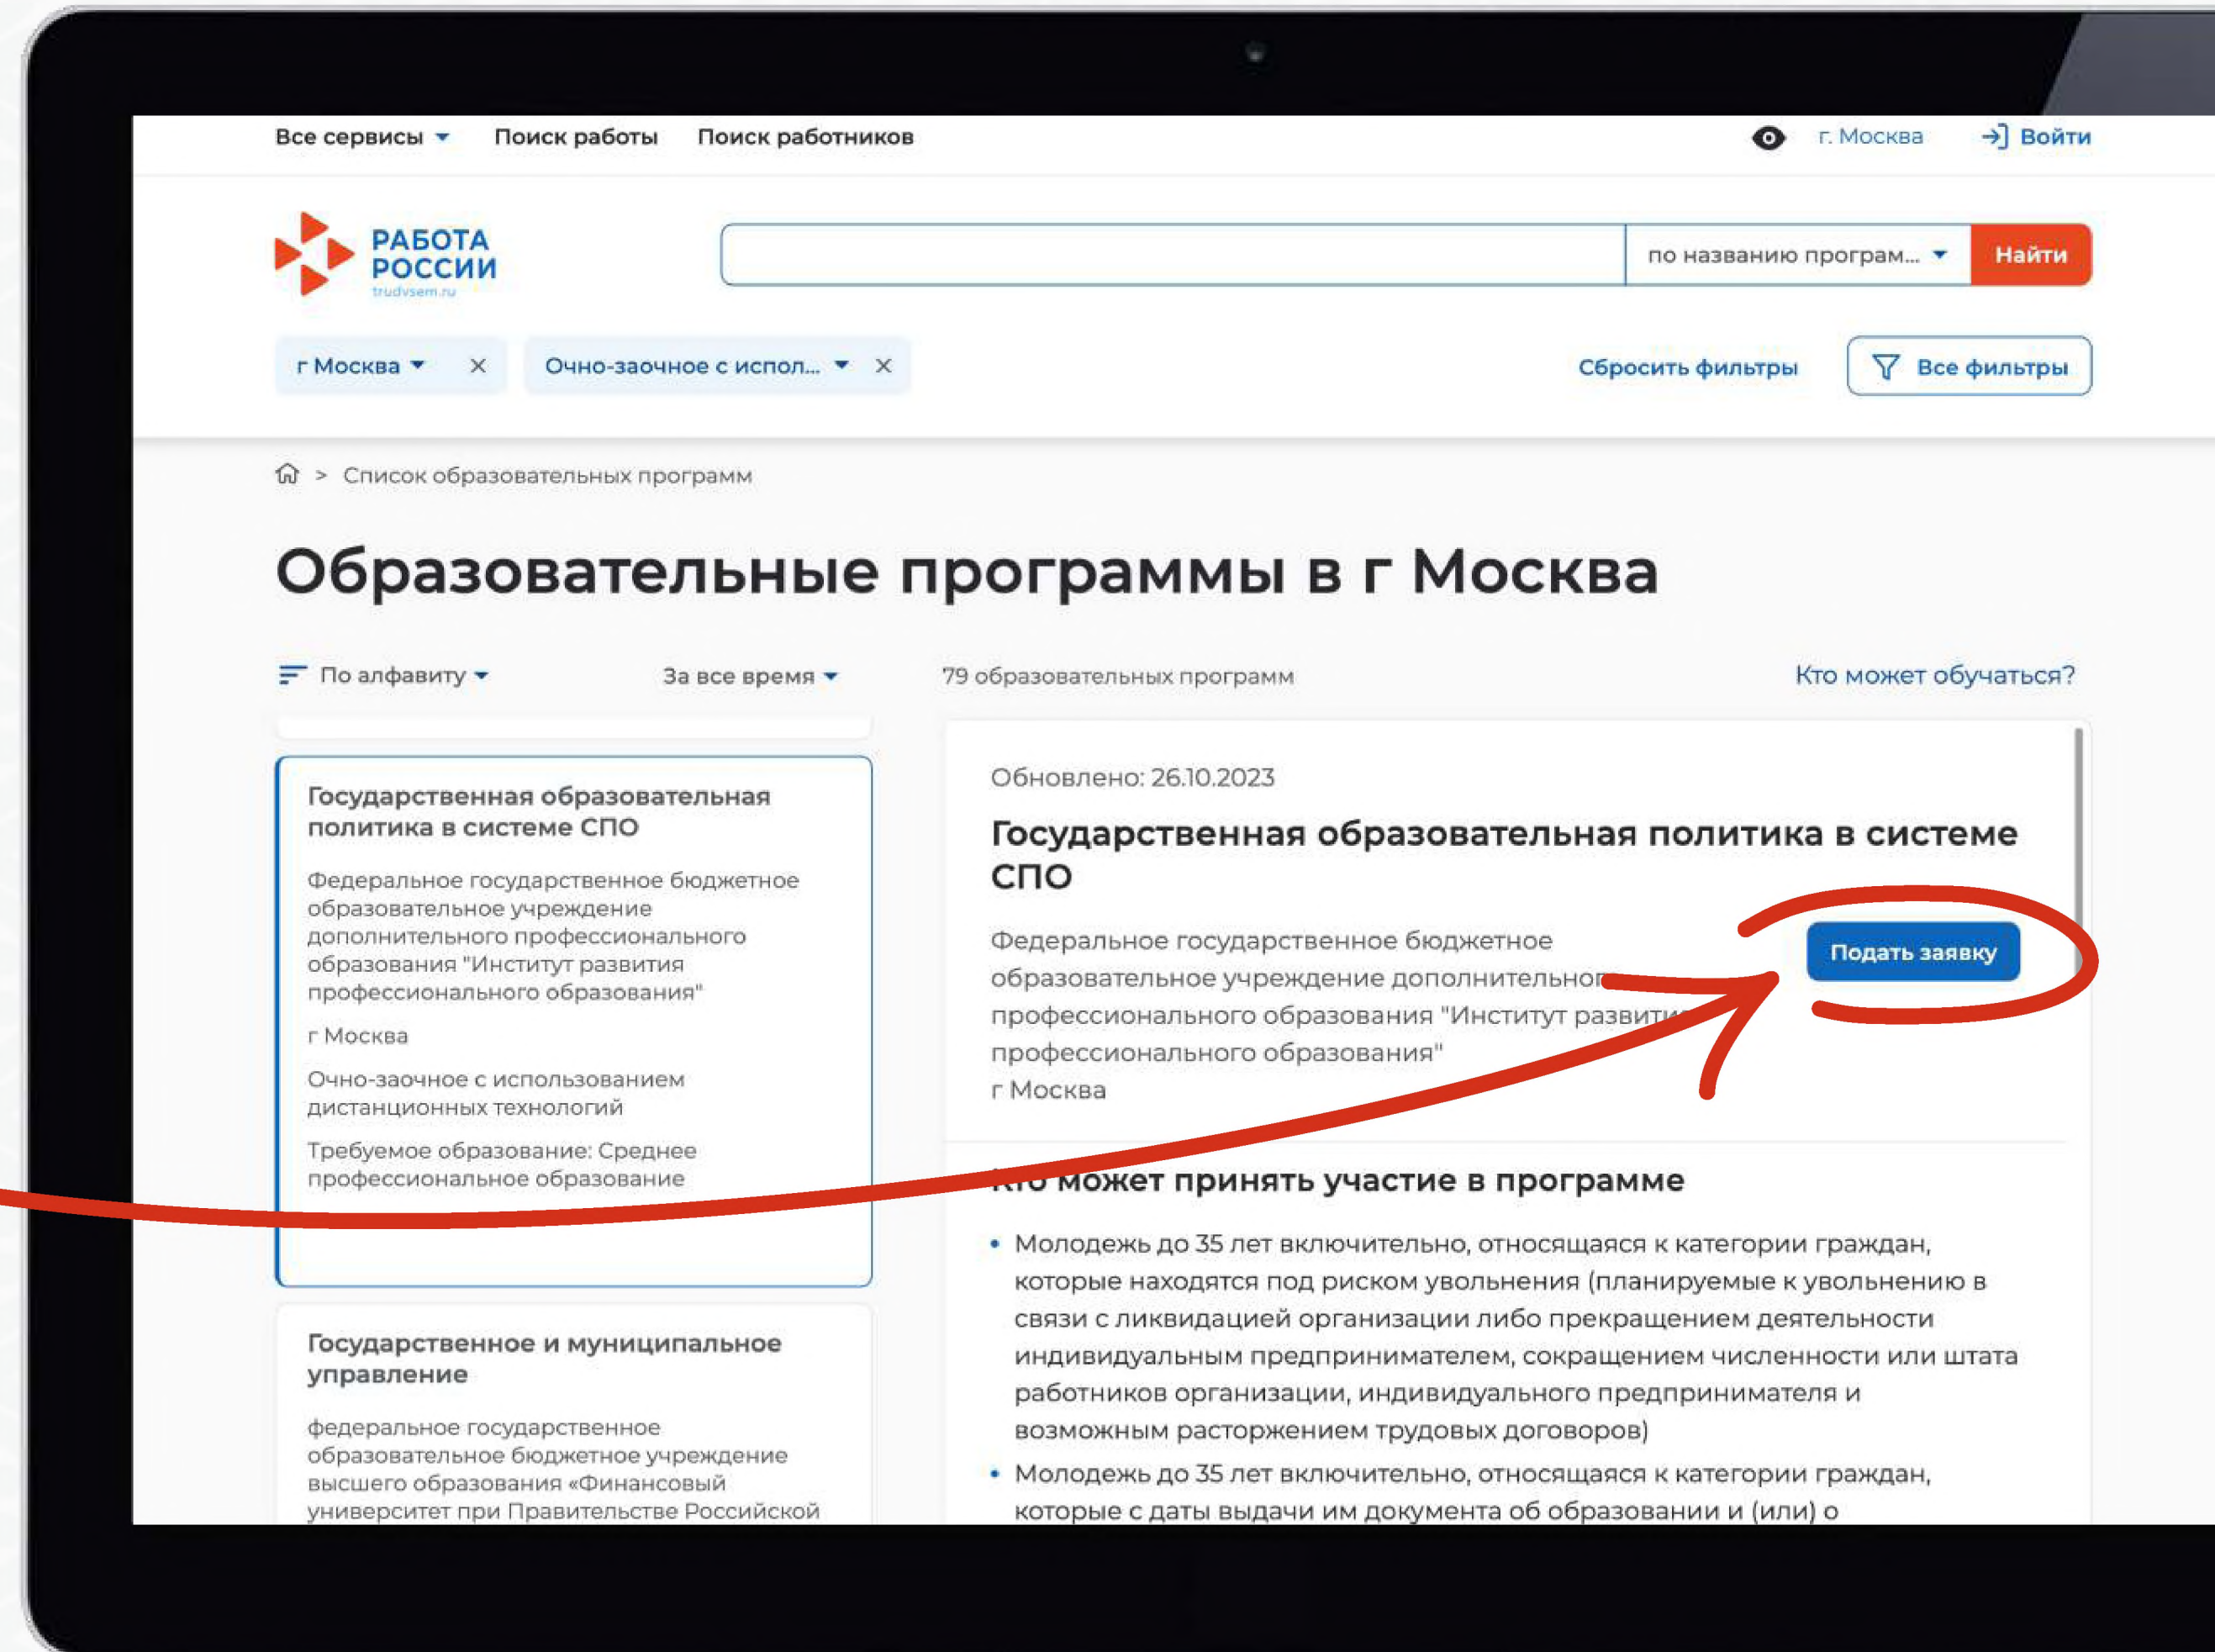 Все сервисы
Поиск работы
Поиск работников
г. Москва
Войти
РАБОТА
РОССИИ
trudvsem.ru
по названию програм...
Найти
г Москва
Очно-заочное с испол...
Сбросить фильтры
Все фильтры
> Список образовательных программ
Образовательные программы в г Москва
По алфавиту
За все время
79 образовательных программ
Кто может обучаться?
Государственная образовательная
политика в системе СПО
Федеральное государственное бюджетное
образовательное учреждение
дополнительного профессионального
образования "Институт развития
профессионального образования"
г Москва
Очно-заочное с использованием
дистанционных технологий
Требуемое образование: Среднее
профессиональное образование
Государственное и муниципальное
управление
федеральное государственное
образовательное бюджетное учреждение
высшего образования «Финансовый
университет при Правительстве Российской
Обновлено: 26.10.2023
Государственная образовательная политика в системе
СПО
Федеральное государственное бюджетное
образовательное учреждение дополнительного
профессионального образования "Институт развития
профессионального образования"
г Москва
Подать заявку
Кто может принять участие в программе
• Молодежь до 35 лет включительно, относящаяся к категории граждан,
которые находятся под риском увольнения (планируемые к увольнению в
связи с ликвидацией организации либо прекращением деятельности
индивидуальным предпринимателем, сокращением численности или штата
работников организации, индивидуального предпринимателя и
возможным расторжением трудовых договоров)
• Молодежь до 35 лет включительно, относящаяся к категории граждан,
которые с даты выдачи им документа об образовании и (или) о